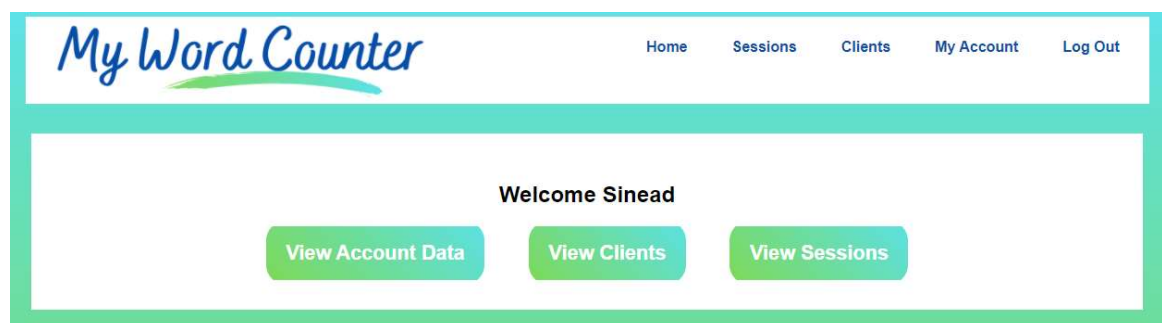 My Word Counter
Home Sessions Clients My Account Log Out
Welcome Sinead
View Account Data View Clients View Sessions